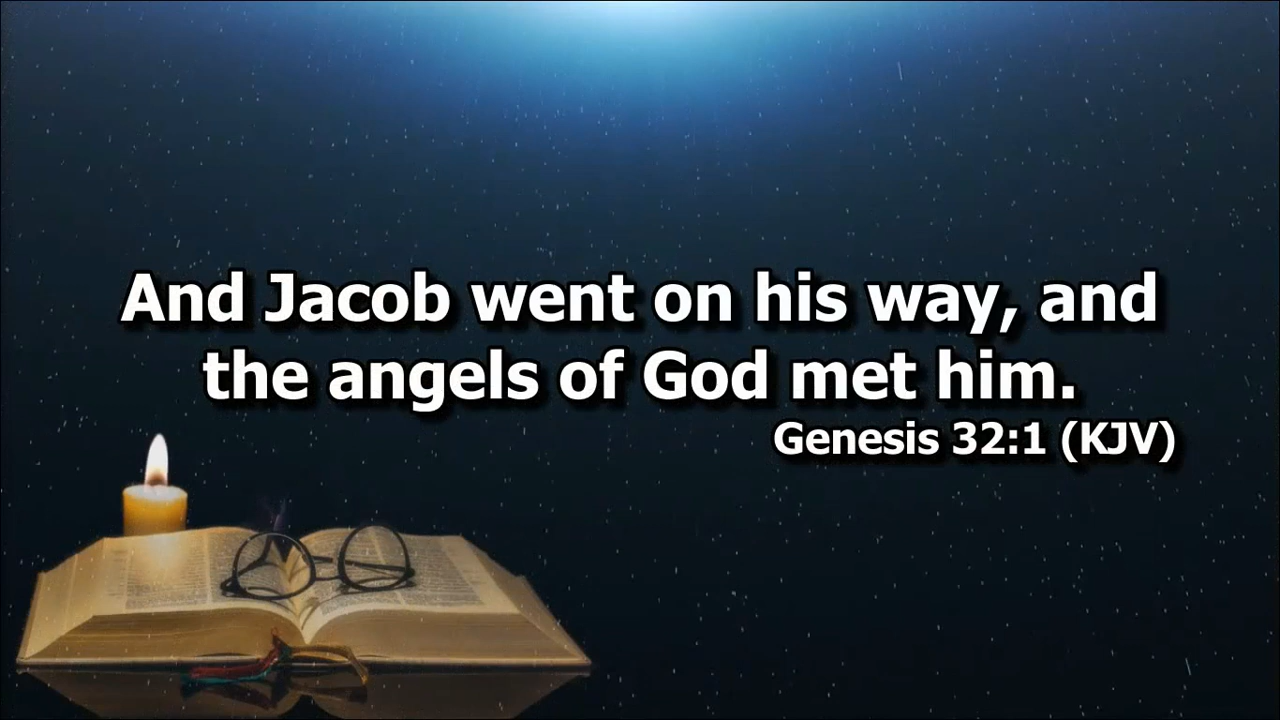 And Jacob went on his way, and
the angels of God met him.
Genesis 32:1 (KJV)